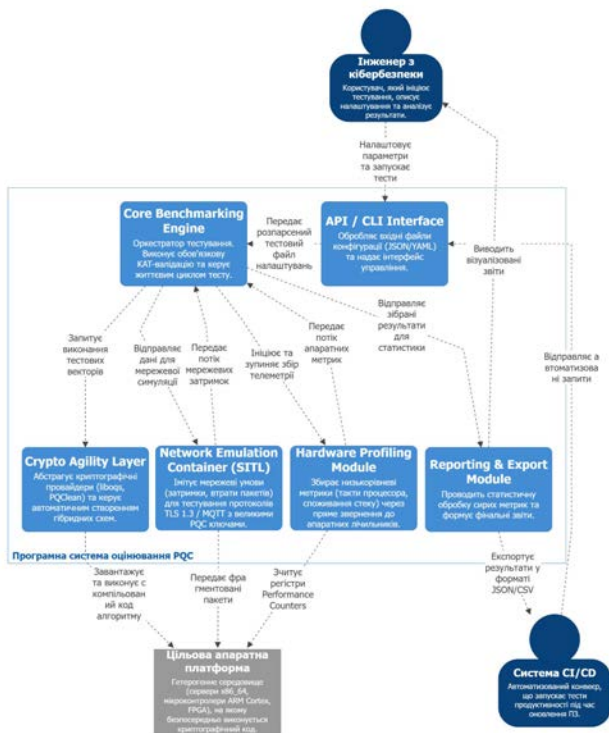 Інженер з
кібербезпеки
Користувач, який ініціює
тестування, описує
налаштування та аналізує
результати.
Налаштовує
параметри
та запускає
тести
Core Benchmarking
Engine
Оркестратор тестування.
Виконує обов'язкову
KAT-валідацію та керує
життєвим циклом тесту.
Передає
розпарсений
тестовий
файл
налаштувань
API / CLI Interface
Обробляє вхідні файли
конфігурації (JSON/YAML)
та надає інтерфейс
управління.
Виводить
візуалізовані
звіти
Запитує
виконання
тестових
векторів
Відправляє
дані для
мережевої
симуляції
Передає
потік
мережевих
затримок
Ініціює та
зупиняє збір
телеметрії
Передає
потік
апаратних
метрик
Відправляє
зібрані
результати
для
статистики
Відправляє а
втоматизова
ні запити
Crypto Agility Layer
Абстрагує криптографічні
провайдери (liboqs,
PQClean) та керує
автоматичним створенням
гібридних схем.
Network Emulation
Container (SITL)
Імітує мережеві умови
(затримки, втрати пакетів)
для тестування протоколів
TLS 1.3 / MQTT з великими
PQC ключами.
Hardware Profiling
Module
Збирає низькорівневі
метрики (такти процесора,
споживання стеку) через
пряме звернення до
апаратних лічильників.
Reporting & Export
Module
Проводить статистичну
обробку сирих метрик та
формує фінальні звіти.
Програмна система оцінювання PQC
Завантажує
та виконує с
компільован
ий код
алгоритму
Передає фра
гментовані
пакети
Зчитує
регістри
Performance
Counters
Експортує
результати у
форматі
JSON/CSV
Цільова апаратна
платформа
Гетерогенне середовище
(сервери x86_64,
мікроконтролери ARM Cortex,
FPGA), на якому
безпосередньо виконується
криптографічний код.
Система CI/CD
Автоматизований конвеєр,
що запускає тести
продуктивності під час
оновлення ПЗ.